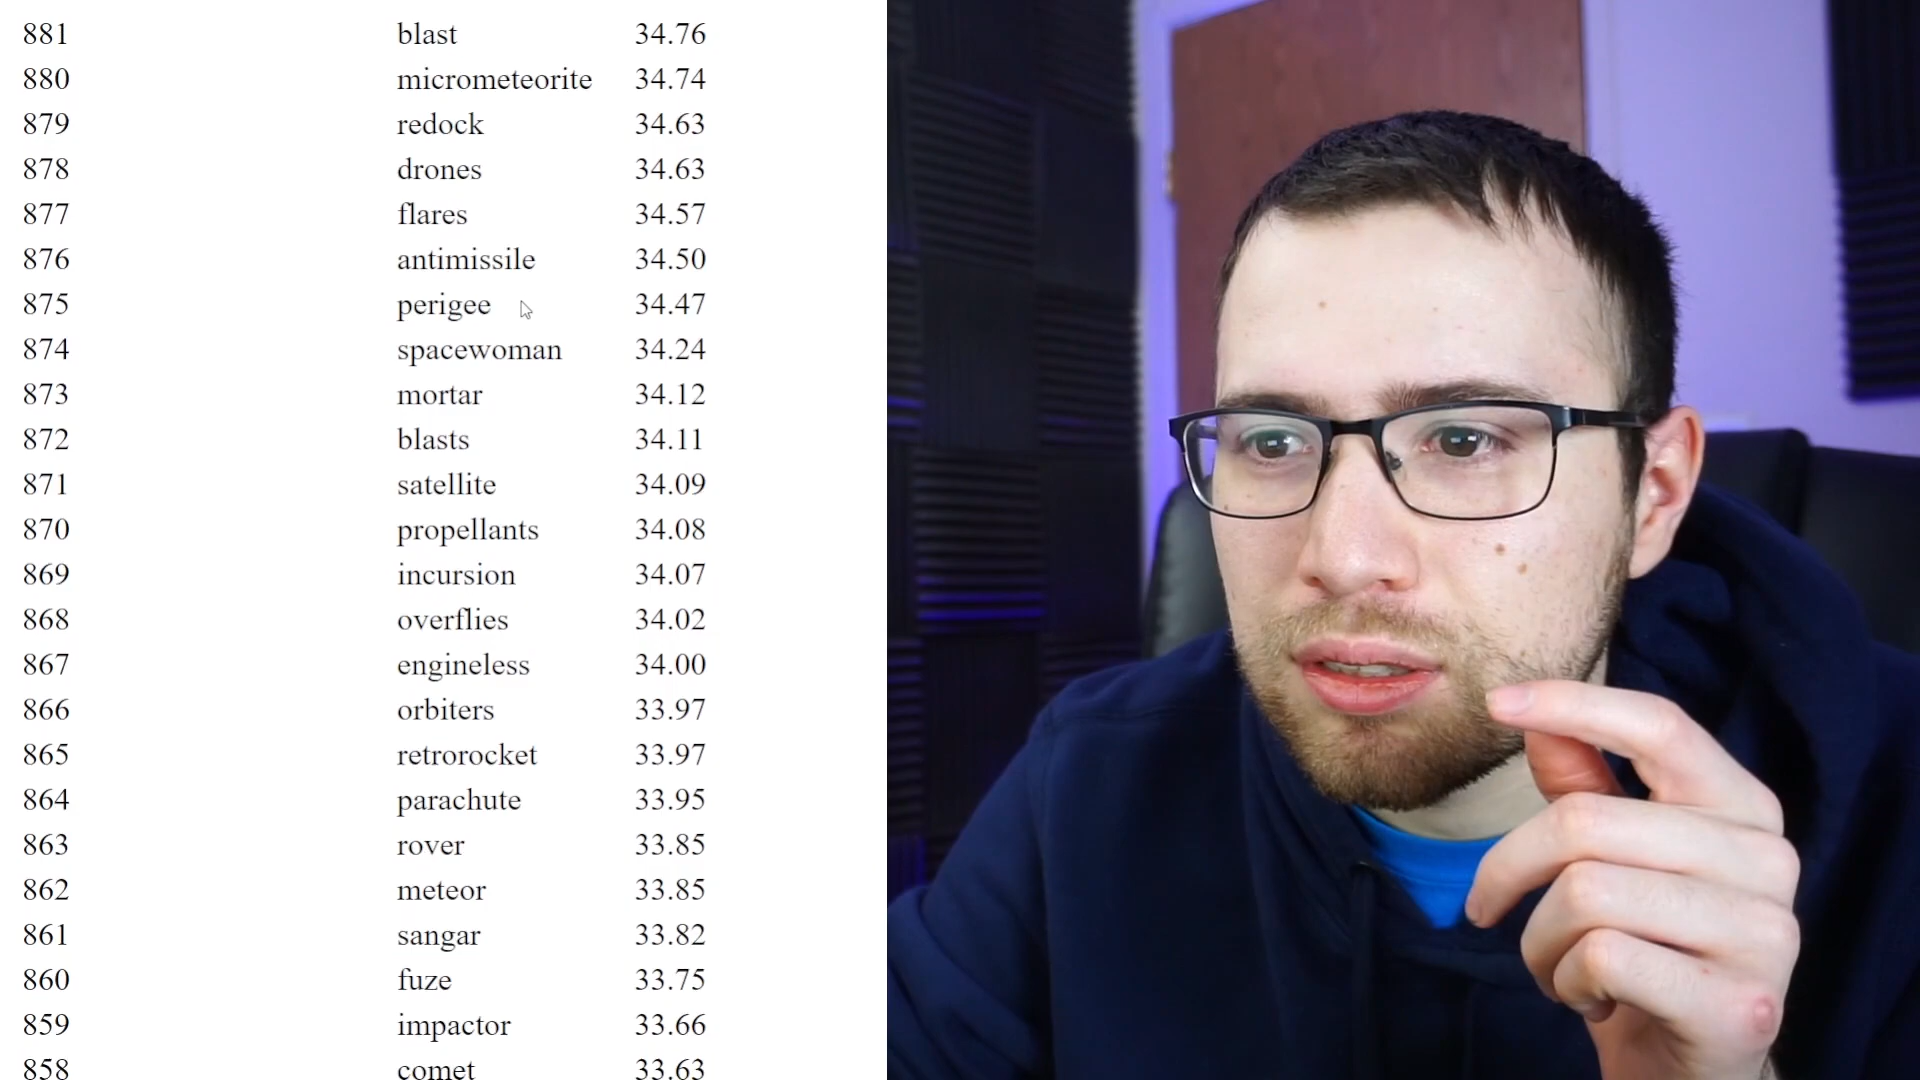 881 blast 34.76
880 micrometeorite 34.74
879 redock 34.63
878 drones 34.63
877 flares 34.57
876 antimissile 34.50
875 perigee 34.47
874 spacewoman 34.24
873 mortar 34.12
872 blasts 34.11
871 satellite 34.09
870 propellants 34.08
869 incursion 34.07
868 overflies 34.02
867 engineless 34.00
866 orbiters 33.97
865 retrorocket 33.97
864 parachute 33.95
863 rover 33.85
862 meteor 33.85
861 sangar 33.82
860 fuze 33.75
859 impactor 33.66
858 comet 33.63